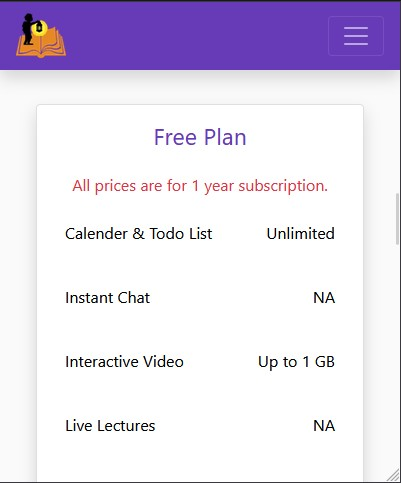 Free Plan
All prices are for 1 year subscription.
Calender & Todo List Unlimited
Instant Chat NA
Interactive Video Up to 1 GB
Live Lectures NA